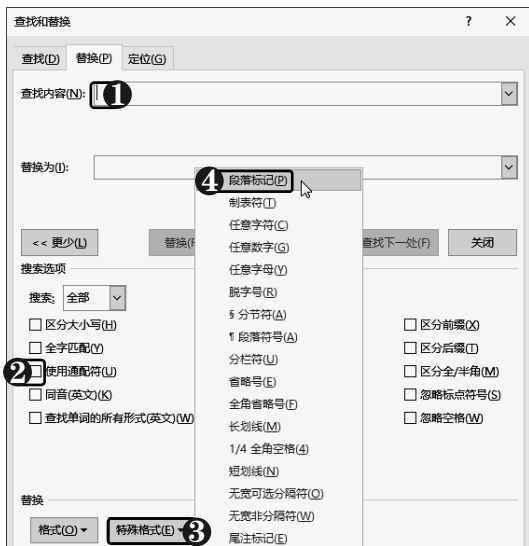 查找和替换 ? ×
查找(D) 替换(P) 定位(G)
查找内容(N): 1
替换为(I):
4 段落标记(P)
制表符(T)
任意字符(C)
<< 更少(L) 替换(R 任意数字(G) 查找下一处(F) 关闭
搜索选项 任意字母(Y)
搜索: 全部 脱字号(R)
§ 分节符(A)
区分大小写(H) ¶ 段落符号(A) 区分前缀(X)
全字匹配(Y) 分栏符(U) 区分后缀(T)
2 使用通配符(U) 省略号(E) 区分全/半角(M)
同音(英文)(K) 全角省略号(F) 忽略标点符号(S)
查找单词的所有形式(英文)(W) 长划线(M) 忽略空格(W)
1/4 全角空格(4)
短划线(N)
替换 无宽可选分隔符(O)
无宽非分隔符(W)
格式(O) 特殊格式(E) 3 尾注标记(E)